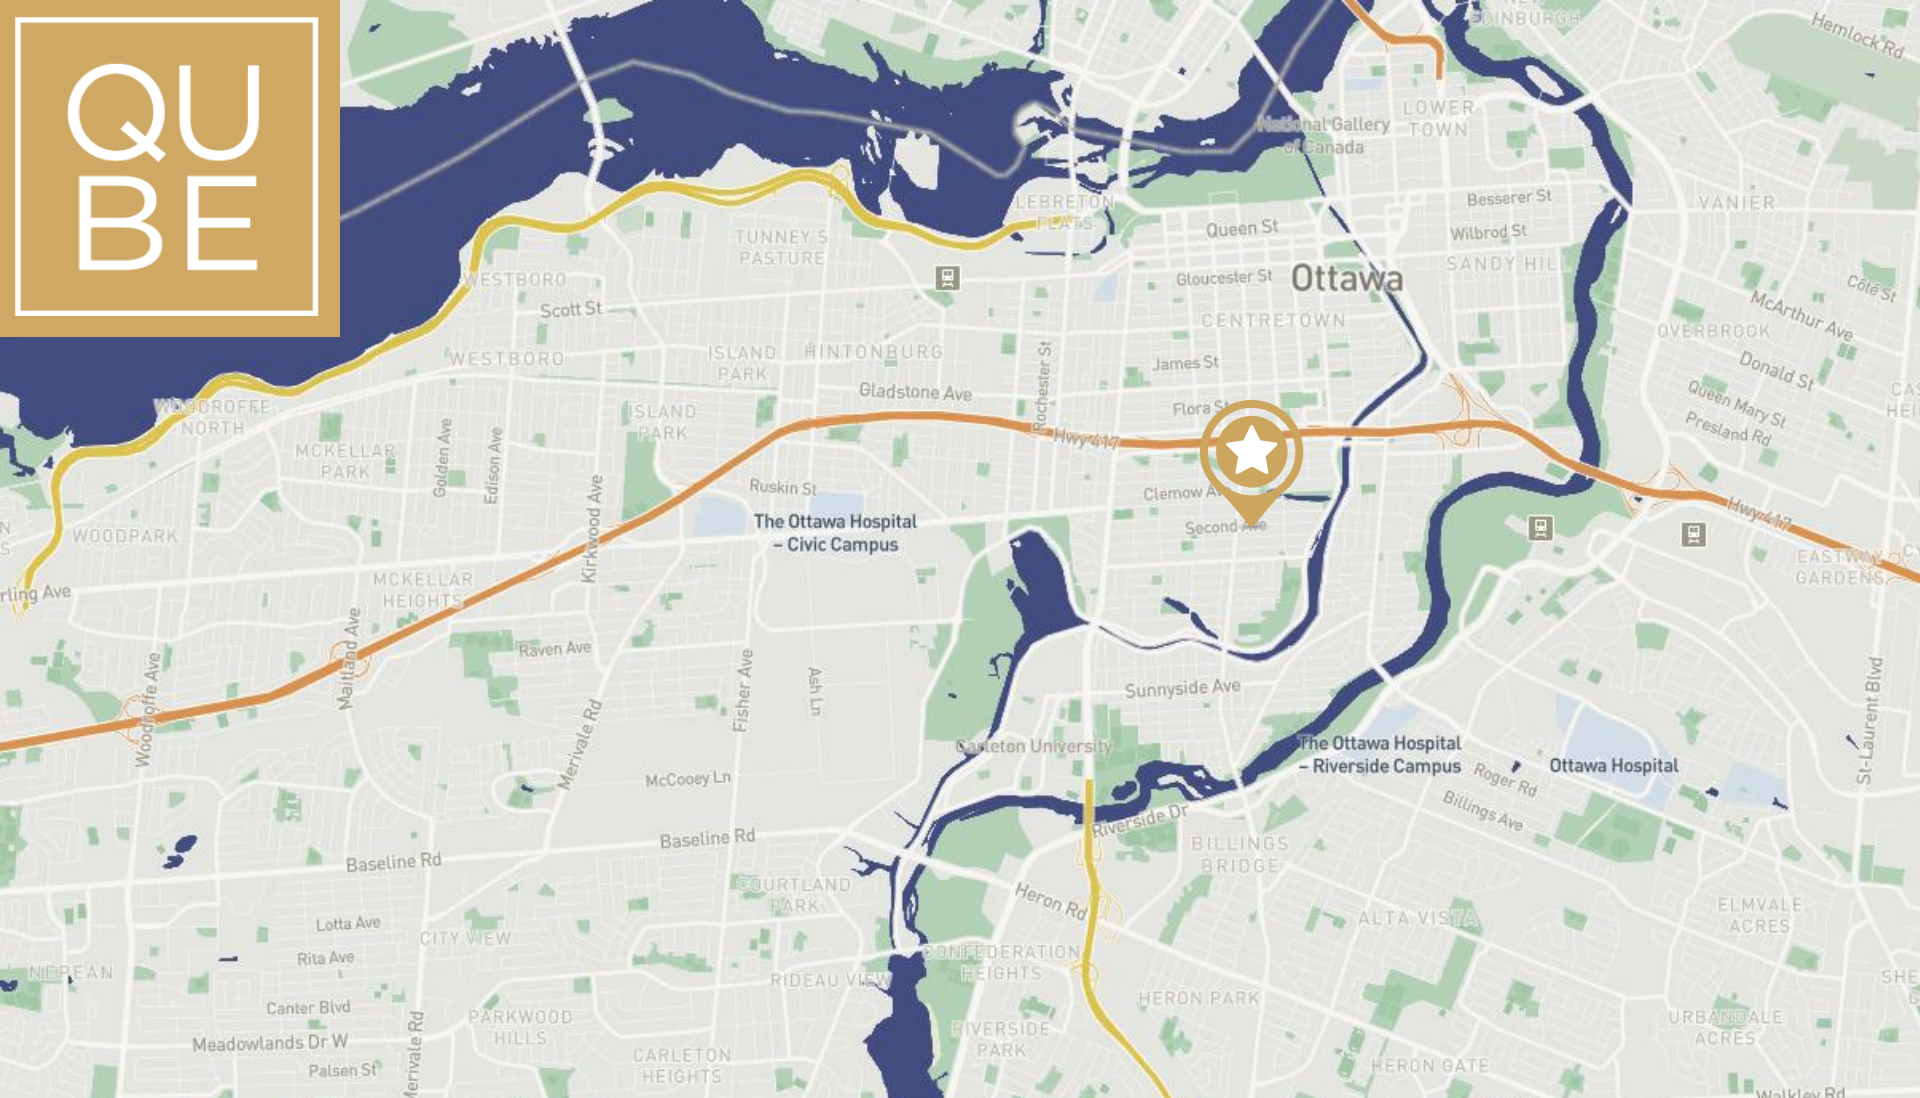 QU
BE
EDINBURGH
Hemlock Rd
LOWER
TOWN
National Gallery
of Canada
Besserer St
VANIER
LEBRETON
FLATS
Queen St
Wilbrod St
TUNNEY'S
PASTURE
SANDY HILL
WESTBORO
Gloucester St
Ottawa
Côté St
McArthur Ave
Scott St
CENTRETOWN
OVERBROOK
WESTBORO
ISLAND
PARK
HINTONBURG
James St
Donald St
Rochester St
Gladstone Ave
Queen Mary St
Presland Rd
WOODROFFE
NORTH
ISLAND
PARK
Flora St
Hwy 417
MCKELLAR
PARK
Golden Ave
Edison Ave
Kirkwood Ave
Ruskin St
Clemow
Second Ave
The Ottawa Hospital
– Civic Campus
Hwy 417
WOODPARK
EASTWAY
GARDENS
MCKELLAR
HEIGHTS
rling Ave
Maitland Ave
Raven Ave
Woodroffe Ave
Fisher Ave
Ash Ln
Sunnyside Ave
St-Laurent Blvd
Merivale Rd
Carleton University
The Ottawa Hospital
– Riverside Campus
Roger Rd
Ottawa Hospital
McCooey Ln
Billings Ave
Riverside Dr
Baseline Rd
Baseline Rd
BILLINGS
BRIDGE
COURTLAND
PARK
Heron Rd
Lotta Ave
CITY VIEW
ALTA VISTA
ELMVALE
ACRES
Rita Ave
NEPEAN
CONFEDERATION
HEIGHTS
RIDEAU VIEW
HERON PARK
Canter Blvd
PARKWOOD
HILLS
Merivale Rd
Meadowlands Dr W
RIVERSIDE
PARK
URBANDALE
ACRES
Palsen St
CARLETON
HEIGHTS
HERON GATE
Walkley Rd